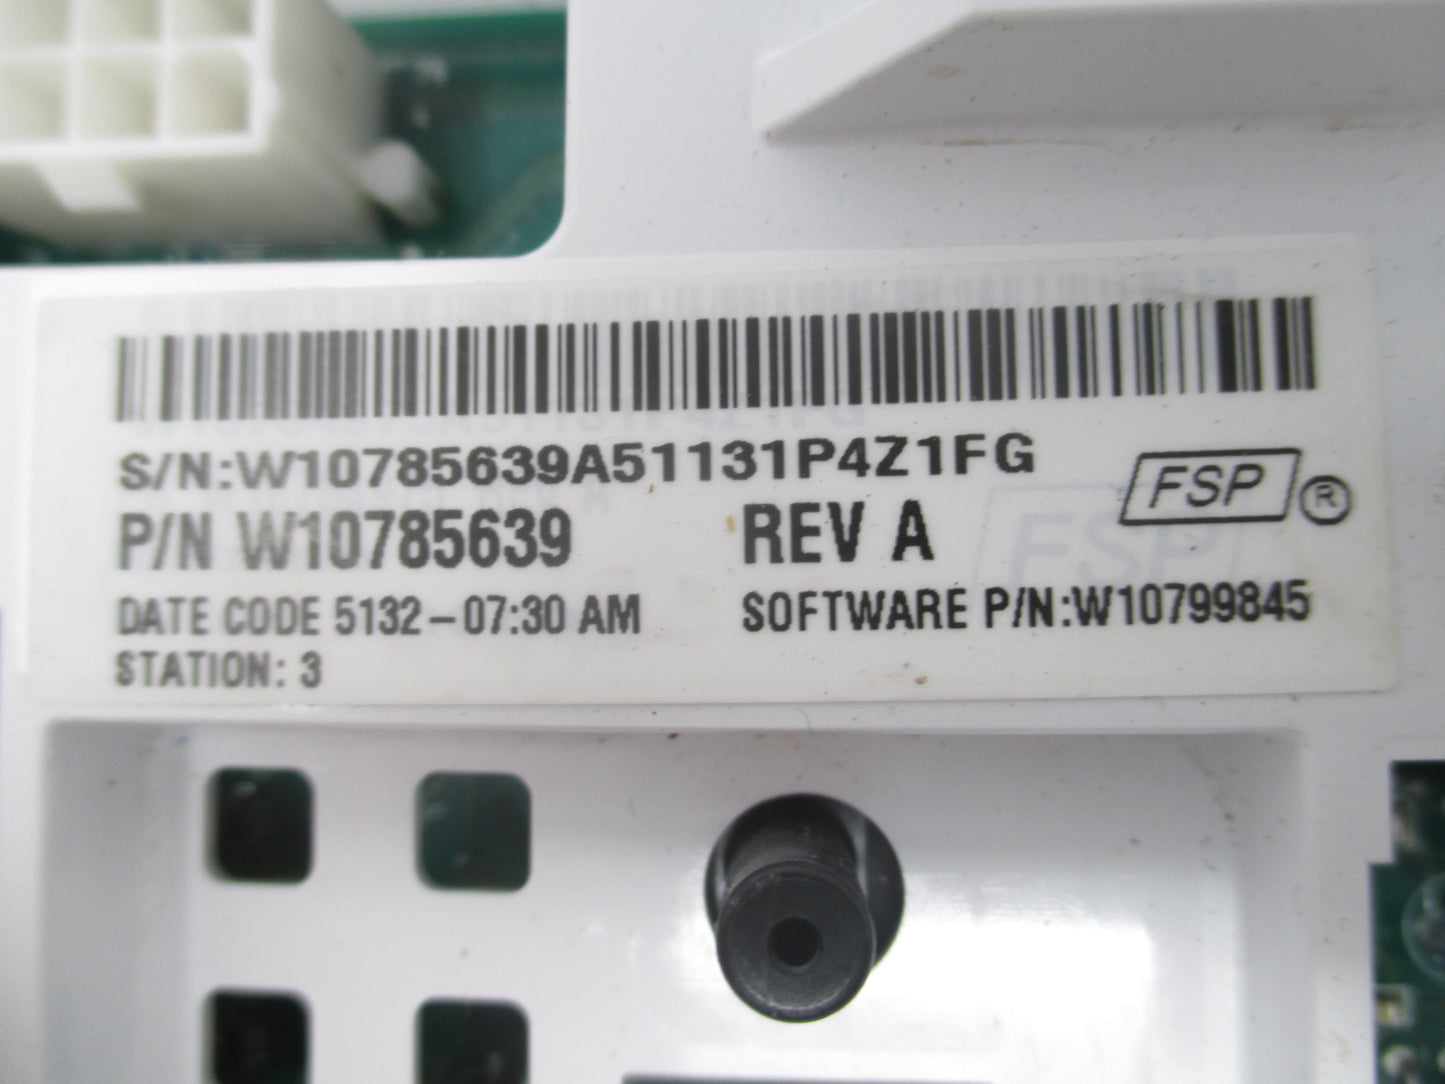 S/N:W10785639A51131P4Z1FG
P/N W10785639 REV A
FSP ®
DATE CODE 5132-07:30 AM SOFTWARE P/N:W10799845
STATION: 3